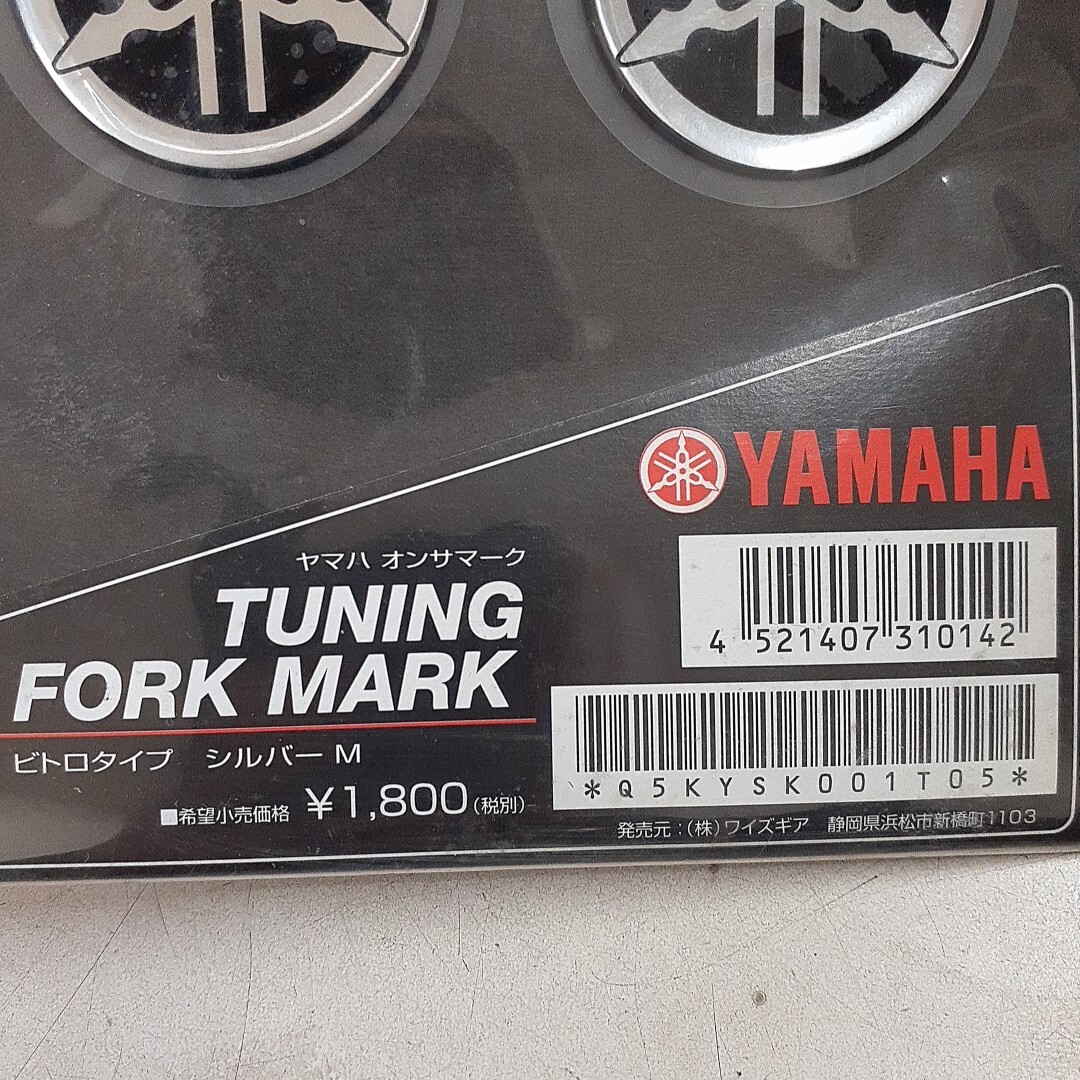 YAMAHA
ヤマハ オンサマーク
TUNING
FORK MARK
ビトロタイプ シルバー M
■希望小売価格 ¥1,800(税別)
4 521407 310142
*Q5KYSK001T05*
発売元:(株)ワイズギア 静岡県浜松市新橋町1103